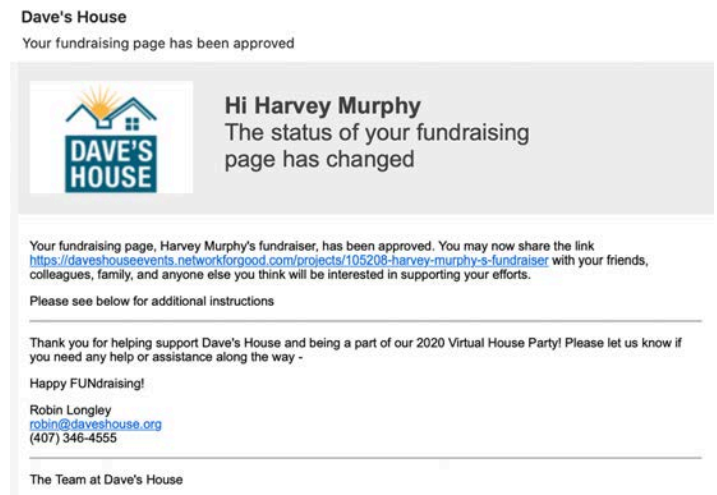 Dave's House
Your fundraising page has been approved
DAVE'S
HOUSE
Hi Harvey Murphy
The status of your fundraising
page has changed
Your fundraising page, Harvey Murphy's fundraiser, has been approved. You may now share the link
https://daveshouseevents.networkforgood.com/projects/105208-harvey-murphy-s-fundraiser with your friends,
colleagues, family, and anyone else you think will be interested in supporting your efforts.
Please see below for additional instructions
Thank you for helping support Dave's House and being a part of our 2020 Virtual House Party! Please let us know if
you need any help or assistance along the way -
Happy FUNdraising!
Robin Longley
robin@daveshouse.org
(407) 346-4555
The Team at Dave's House